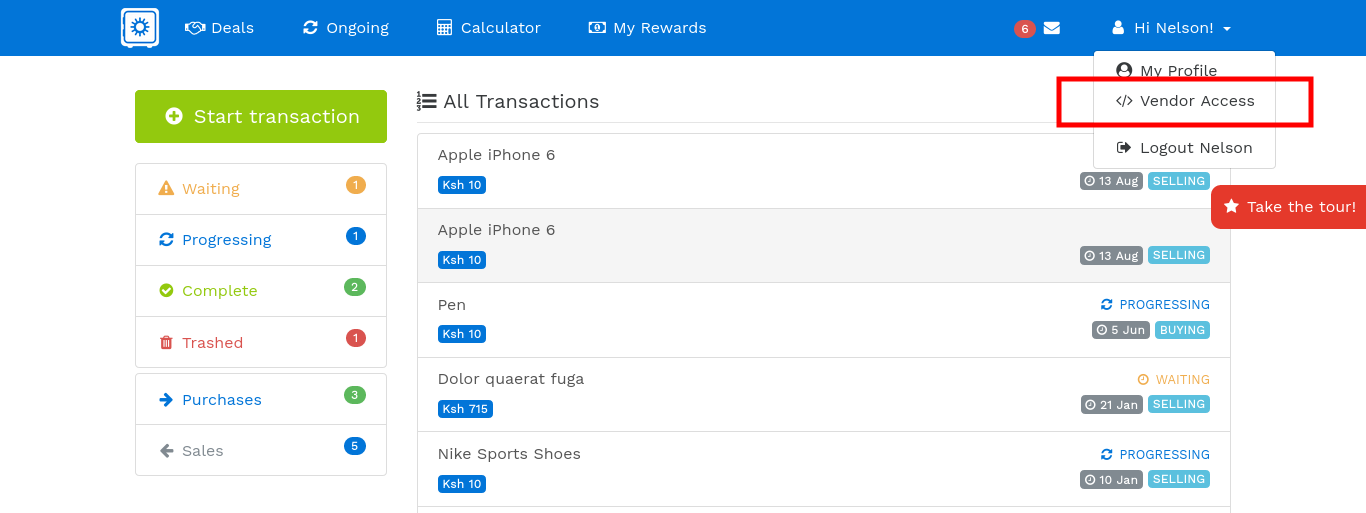 Deals
Ongoing
Calculator
My Rewards
6
Hi Nelson!
My Profile
Vendor Access
Logout Nelson
Start transaction
Waiting 1
Progressing 1
Complete 2
Trashed 1
Purchases 3
Sales 5
All Transactions
Apple iPhone 6
Ksh 10
13 Aug SELLING
Take the tour!
Apple iPhone 6
Ksh 10
13 Aug SELLING
Pen
PROGRESSING
Ksh 10
5 Jun BUYING
Dolor quaerat fuga
WAITING
Ksh 715
21 Jan SELLING
Nike Sports Shoes
PROGRESSING
Ksh 10
10 Jan SELLING